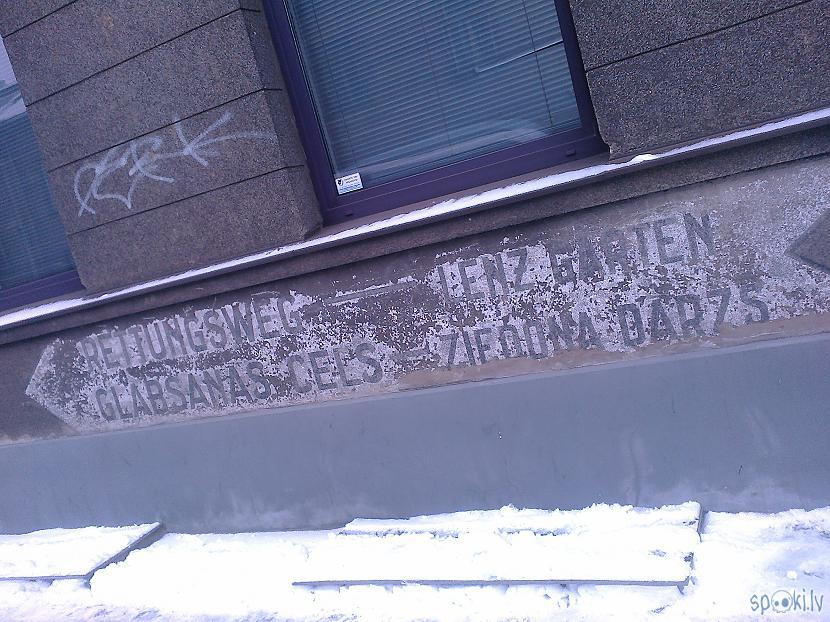 RETTUNGSWEG — LENZ GARTEN
GLĀBŠANAS CEĻŠ — ZIEDOŅA DĀRZS
spoki.lv